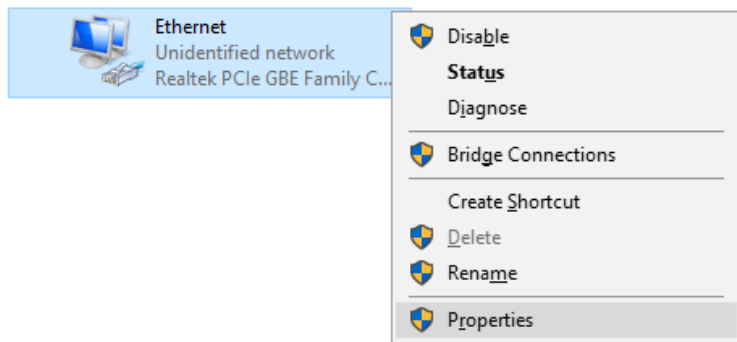 Ethernet
Unidentified network
Realtek PCIe GBE Family C...
Disable
Status
Diagnose
Bridge Connections
Create Shortcut
Delete
Rename
Properties